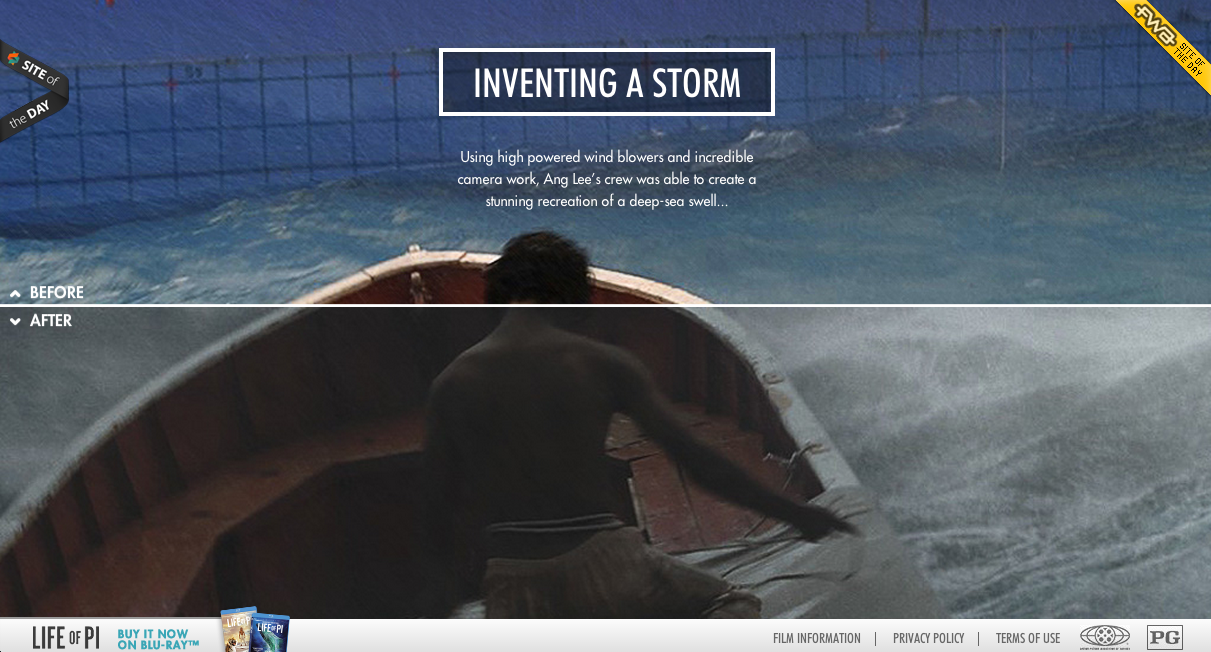 SITE of
the DAY
fwa
SITE OF
THE DAY
INVENTING A STORM
Using high powered wind blowers and incredible
camera work, Ang Lee's crew was able to create a
stunning recreation of a deep-sea swell...
BEFORE
AFTER
LIFE OF PI
BUY IT NOW
ON BLU-RAY™
LIFE OF PI
LIFE OF PI
FILM INFORMATION
PRIVACY POLICY
TERMS OF USE
PG